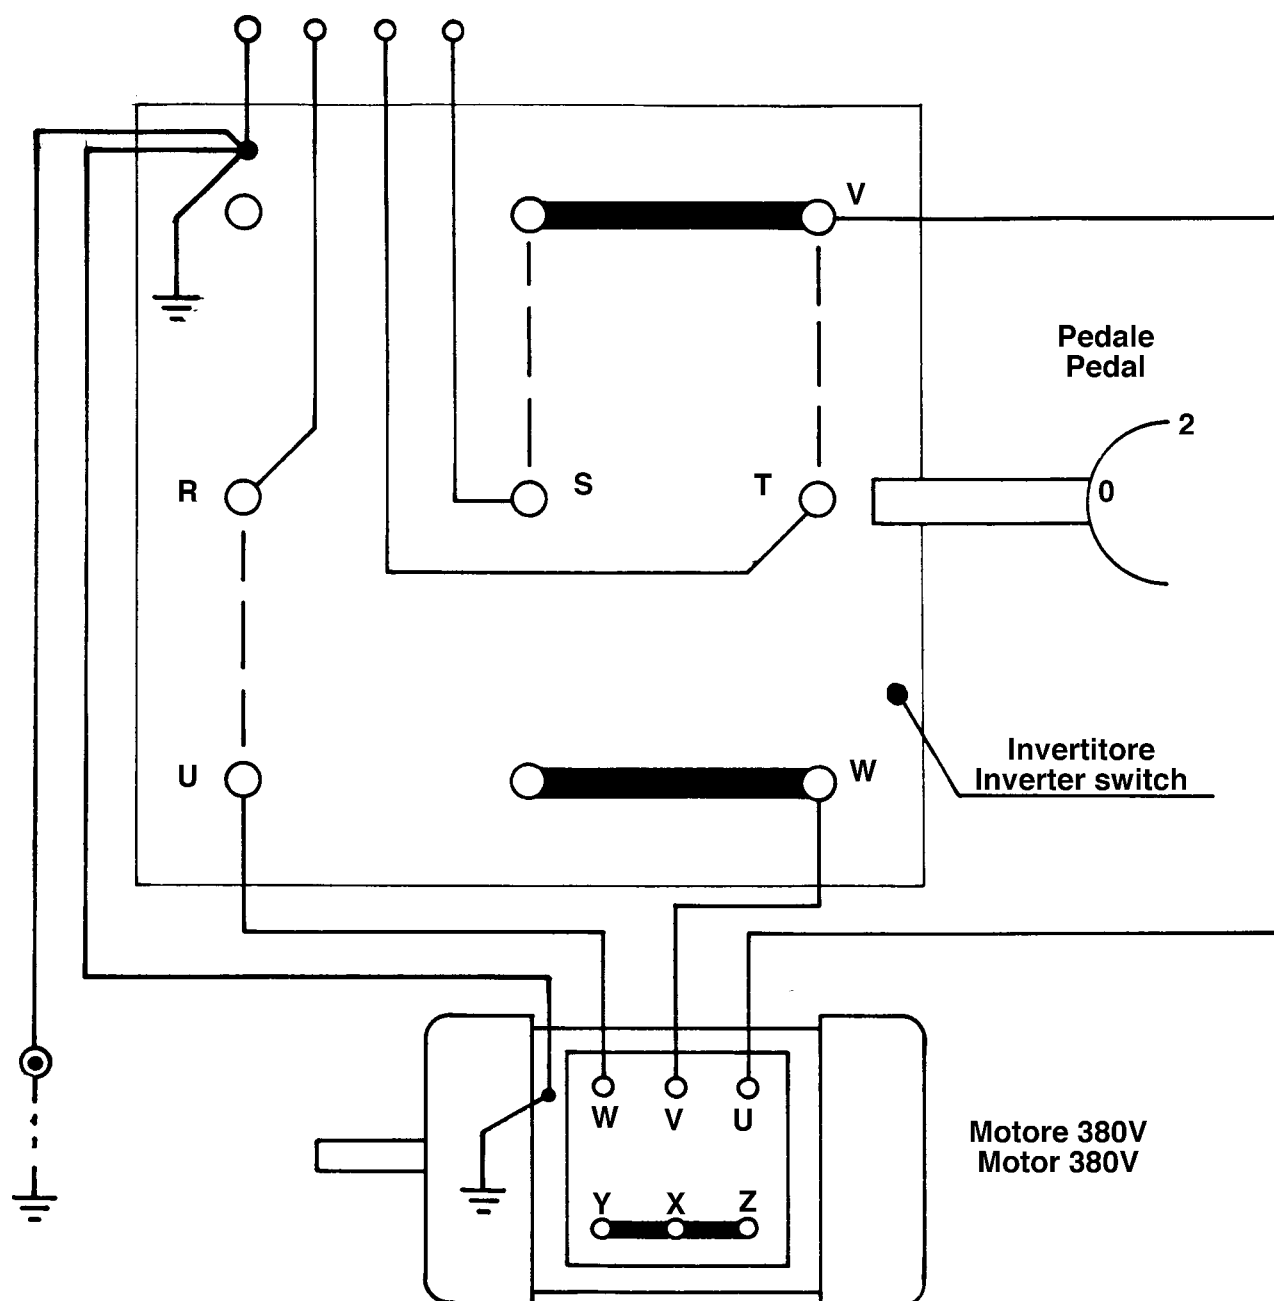 V
Pedale
Pedal
2
0
R
S
T
U
W
Invertitore
Inverter switch
W
V
U
Motore 380V
Motor 380V
Y
X
Z